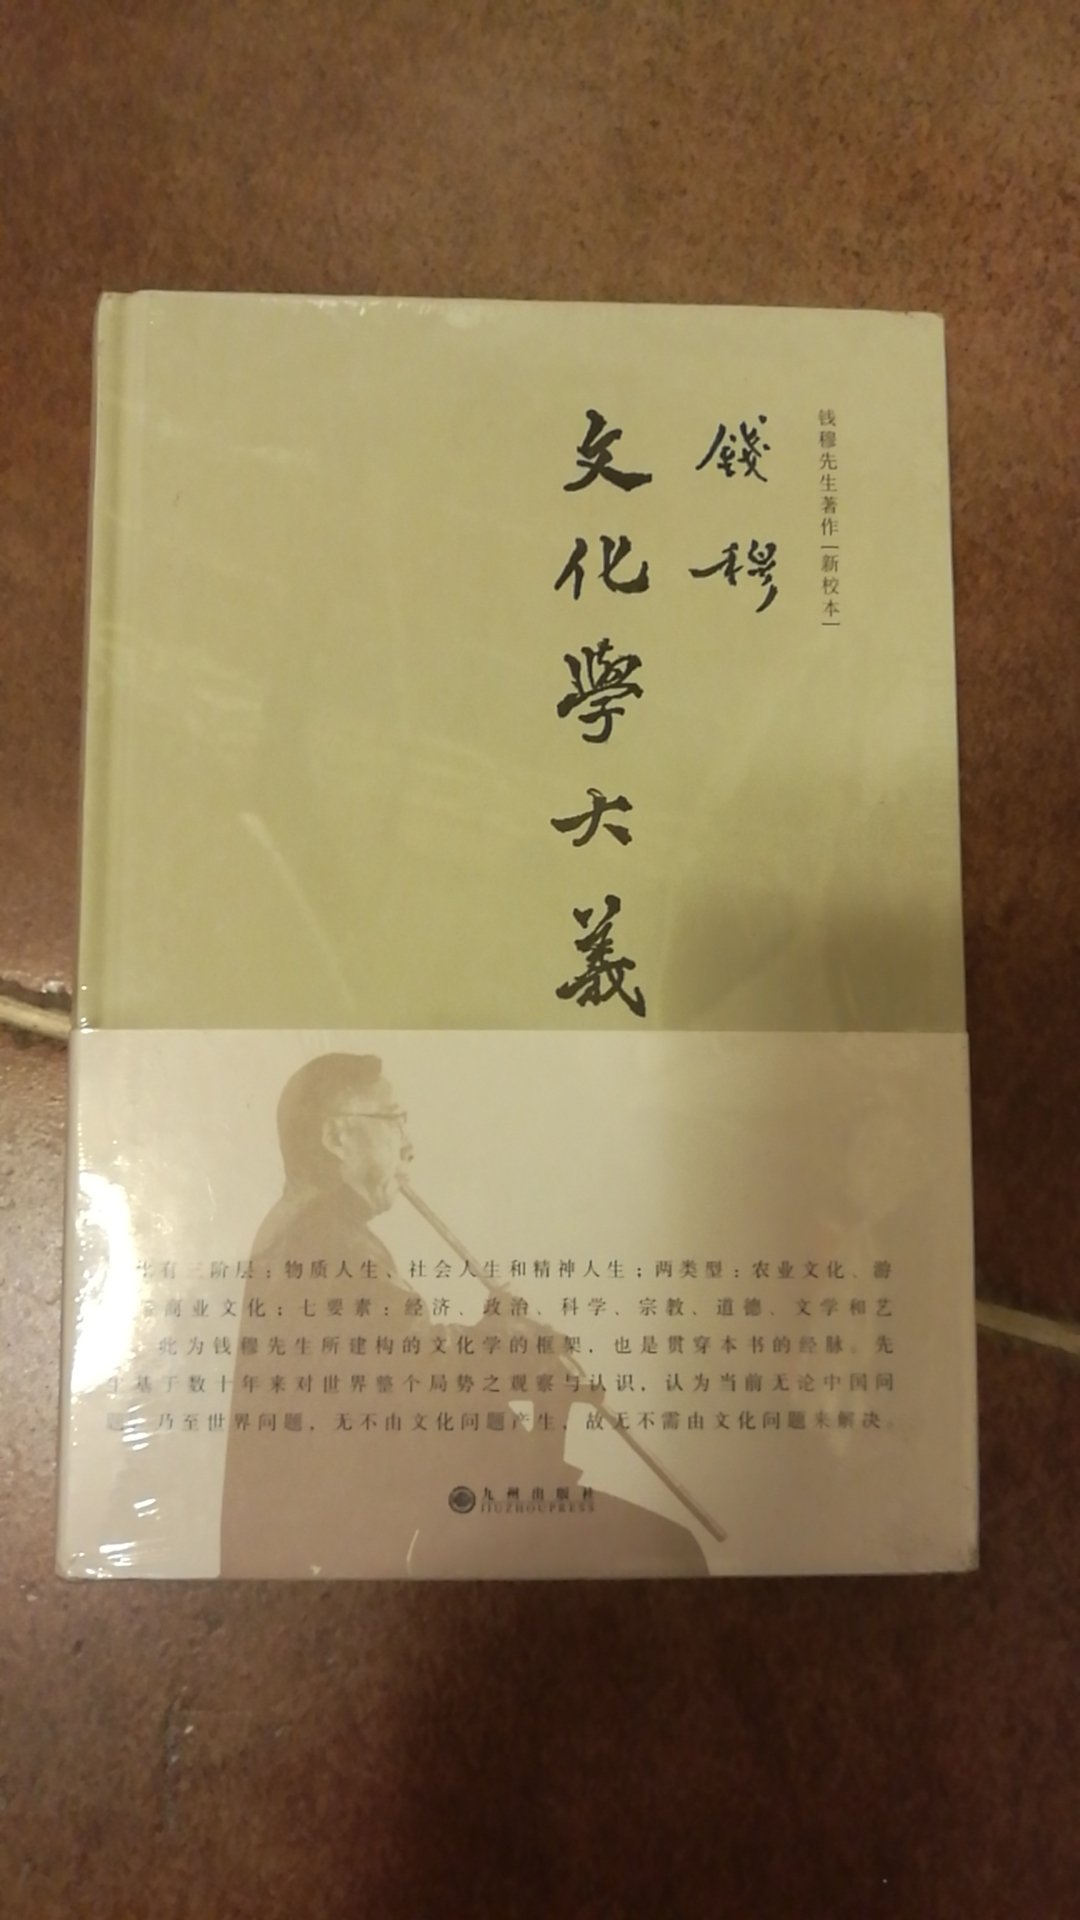 钱穆先生著作[新校本]
錢穆
文化學大義
有三阶层：物质人生、社会人生和精神人生；两类型：农业文化、游
商业文化；七要素：经济、政治、科学、宗教、道德、文学和艺
此为钱穆先生所建构的文化学的框架，也是贯穿本书的经脉。先
生基于数十年来对世界整个局势之观察与认识，认为当前无论中国问
题，乃至世界问题，无不由文化问题产生，故无不需由文化问题来解决。
九州出版社
JIUZHOUPRESS